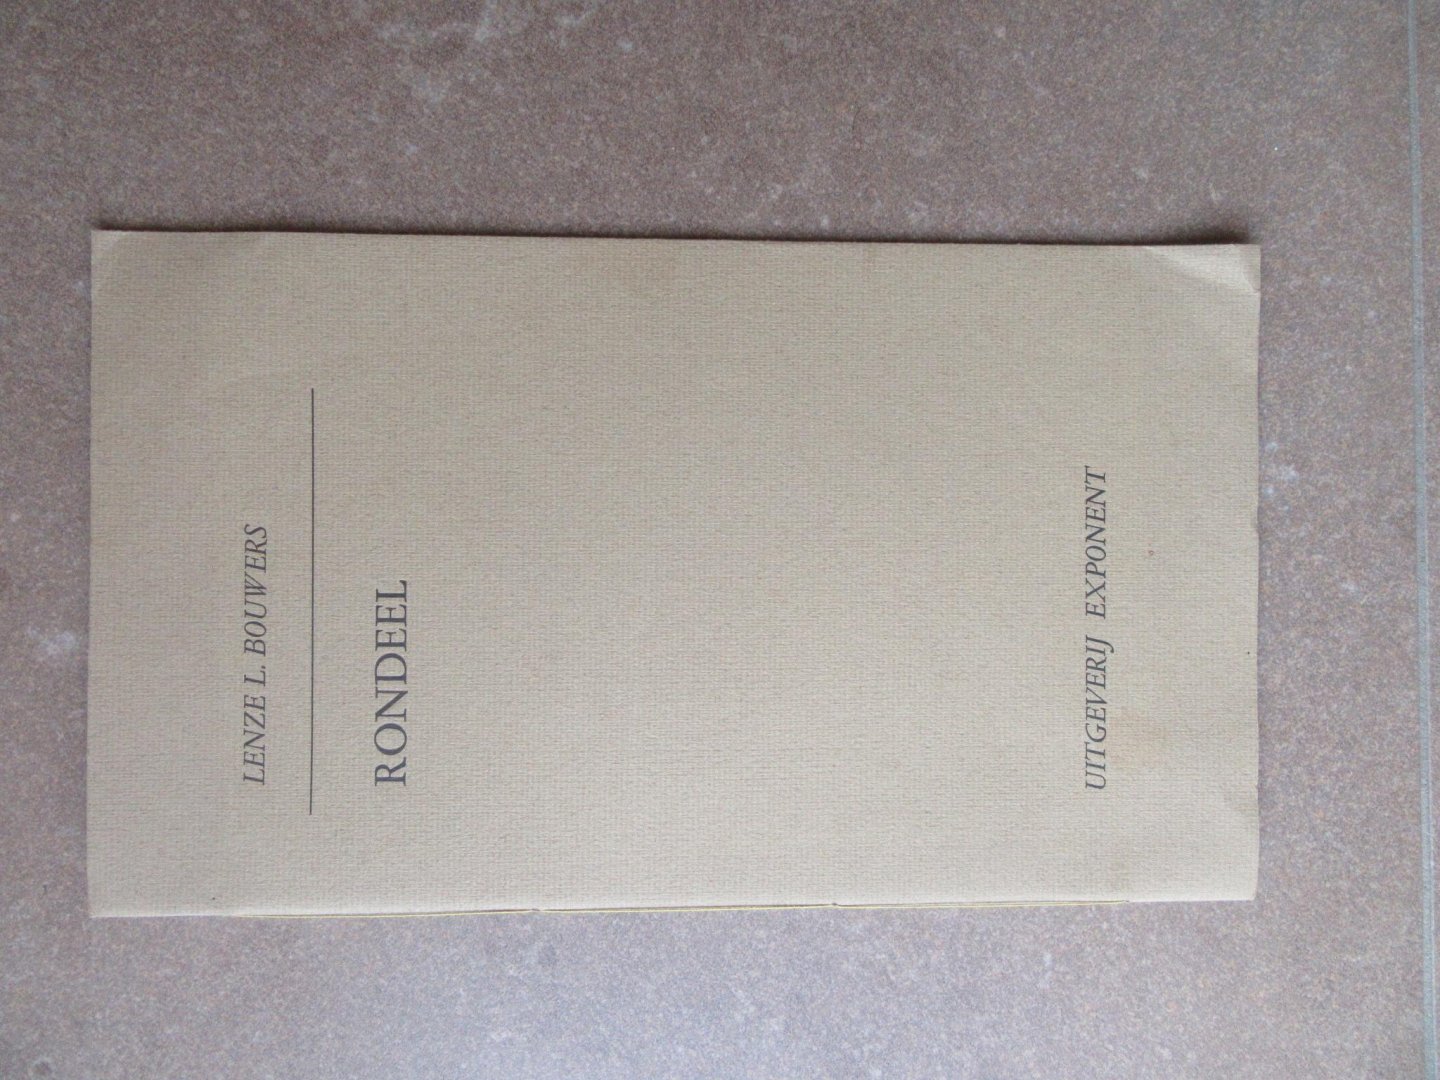 LENZE L. BOUWERS
RONDEEL
UITGEVERIJ EXPONENT